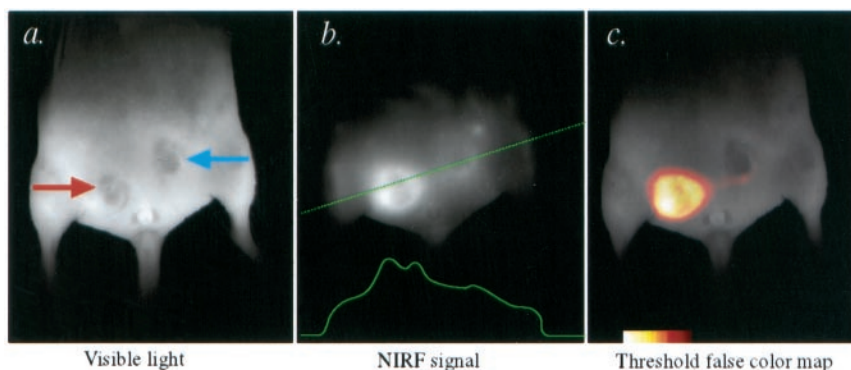 a.
b.
c.
Visible light
NIRF signal
Threshold false color map